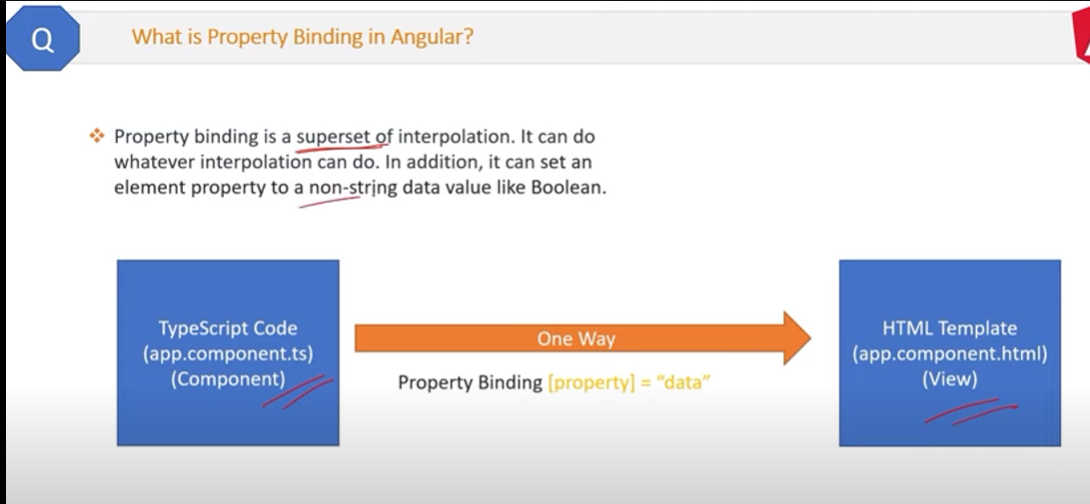 Q
What is Property Binding in Angular?
Property binding is a superset of interpolation. It can do
whatever interpolation can do. In addition, it can set an
element property to a non-string data value like Boolean.
TypeScript Code
(app.component.ts)
(Component)
One Way
Property Binding [property] = “data”
HTML Template
(app.component.html)
(View)